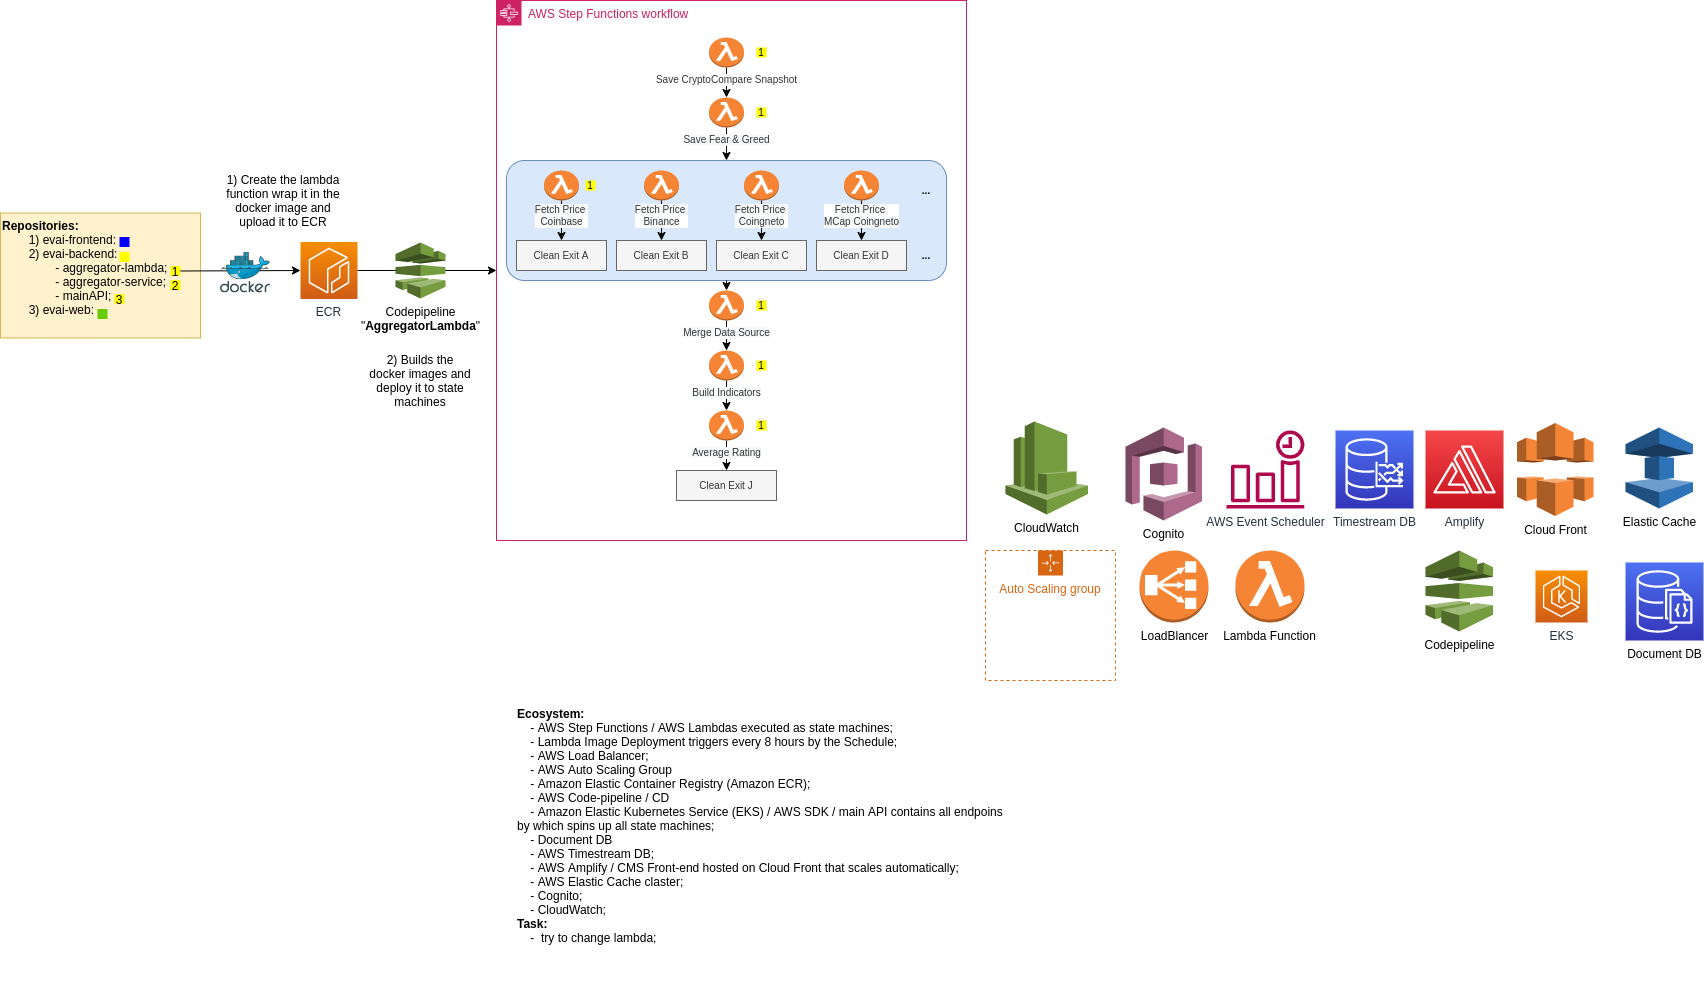 AWS Step Functions workflow
1
Save CryptoCompare Snapshot
1
Save Fear & Greed
1
...
Fetch Price
Coinbase
Fetch Price
Binance
Fetch Price
Coingneto
Fetch Price
MCap Coingneto
Clean Exit A
Clean Exit B
Clean Exit C
Clean Exit D
...
1
Merge Data Source
1
Build Indicators
1
Average Rating
Clean Exit J
1) Create the lambda
function wrap it in the
docker image and
upload it to ECR
Repositories:
1) evai-frontend:
2) evai-backend:
- aggregator-lambda; 1
- aggregator-service; 2
- mainAPI; 3
3) evai-web:
docker
ECR
Codepipeline
"AggregatorLambda"
2) Builds the
docker images and
deploy it to state
machines
CloudWatch
Cognito
AWS Event Scheduler
Timestream DB
Amplify
Cloud Front
Elastic Cache
Auto Scaling group
LoadBlancer
Lambda Function
Codepipeline
K
EKS
Document DB
Ecosystem:
- AWS Step Functions / AWS Lambdas executed as state machines;
- Lambda Image Deployment triggers every 8 hours by the Schedule;
- AWS Load Balancer;
- AWS Auto Scaling Group
- Amazon Elastic Container Registry (Amazon ECR);
- AWS Code-pipeline / CD
- Amazon Elastic Kubernetes Service (EKS) / AWS SDK / main API contains all endpoins
by which spins up all state machines;
- Document DB
- AWS Timestream DB;
- AWS Amplify / CMS Front-end hosted on Cloud Front that scales automatically;
- AWS Elastic Cache claster;
- Cognito;
- CloudWatch;
Task:
- try to change lambda;